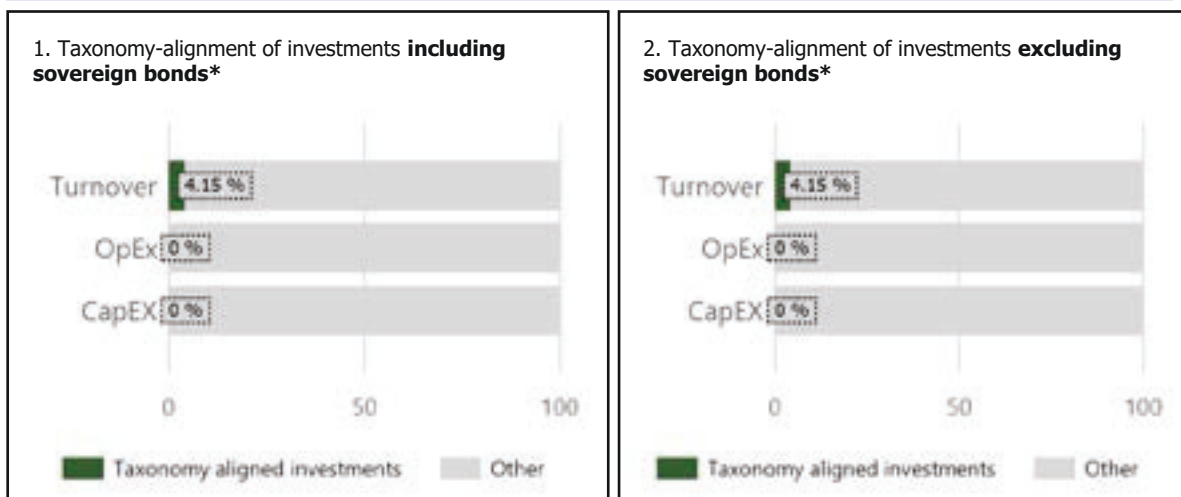 1. Taxonomy-alignment of investments including
sovereign bonds*
Turnover 4.15 %
OpEx 0 %
CapEX 0 %
0 50 100
Taxonomy aligned investments Other
2. Taxonomy-alignment of investments excluding
sovereign bonds*
Turnover 4.15 %
OpEx 0 %
CapEX 0 %
0 50 100
Taxonomy aligned investments Other